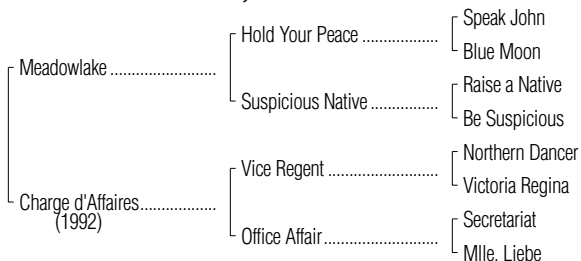 Speak John
Hold Your Peace ..................
Blue Moon
Meadowlake .........................
Raise a Native
Suspicious Native ................
Be Suspicious
Northern Dancer
Vice Regent ..........................
Victoria Regina
Charge d'Affaires..................
(1992)
Secretariat
Office Affair...........................
Mlle. Liebe